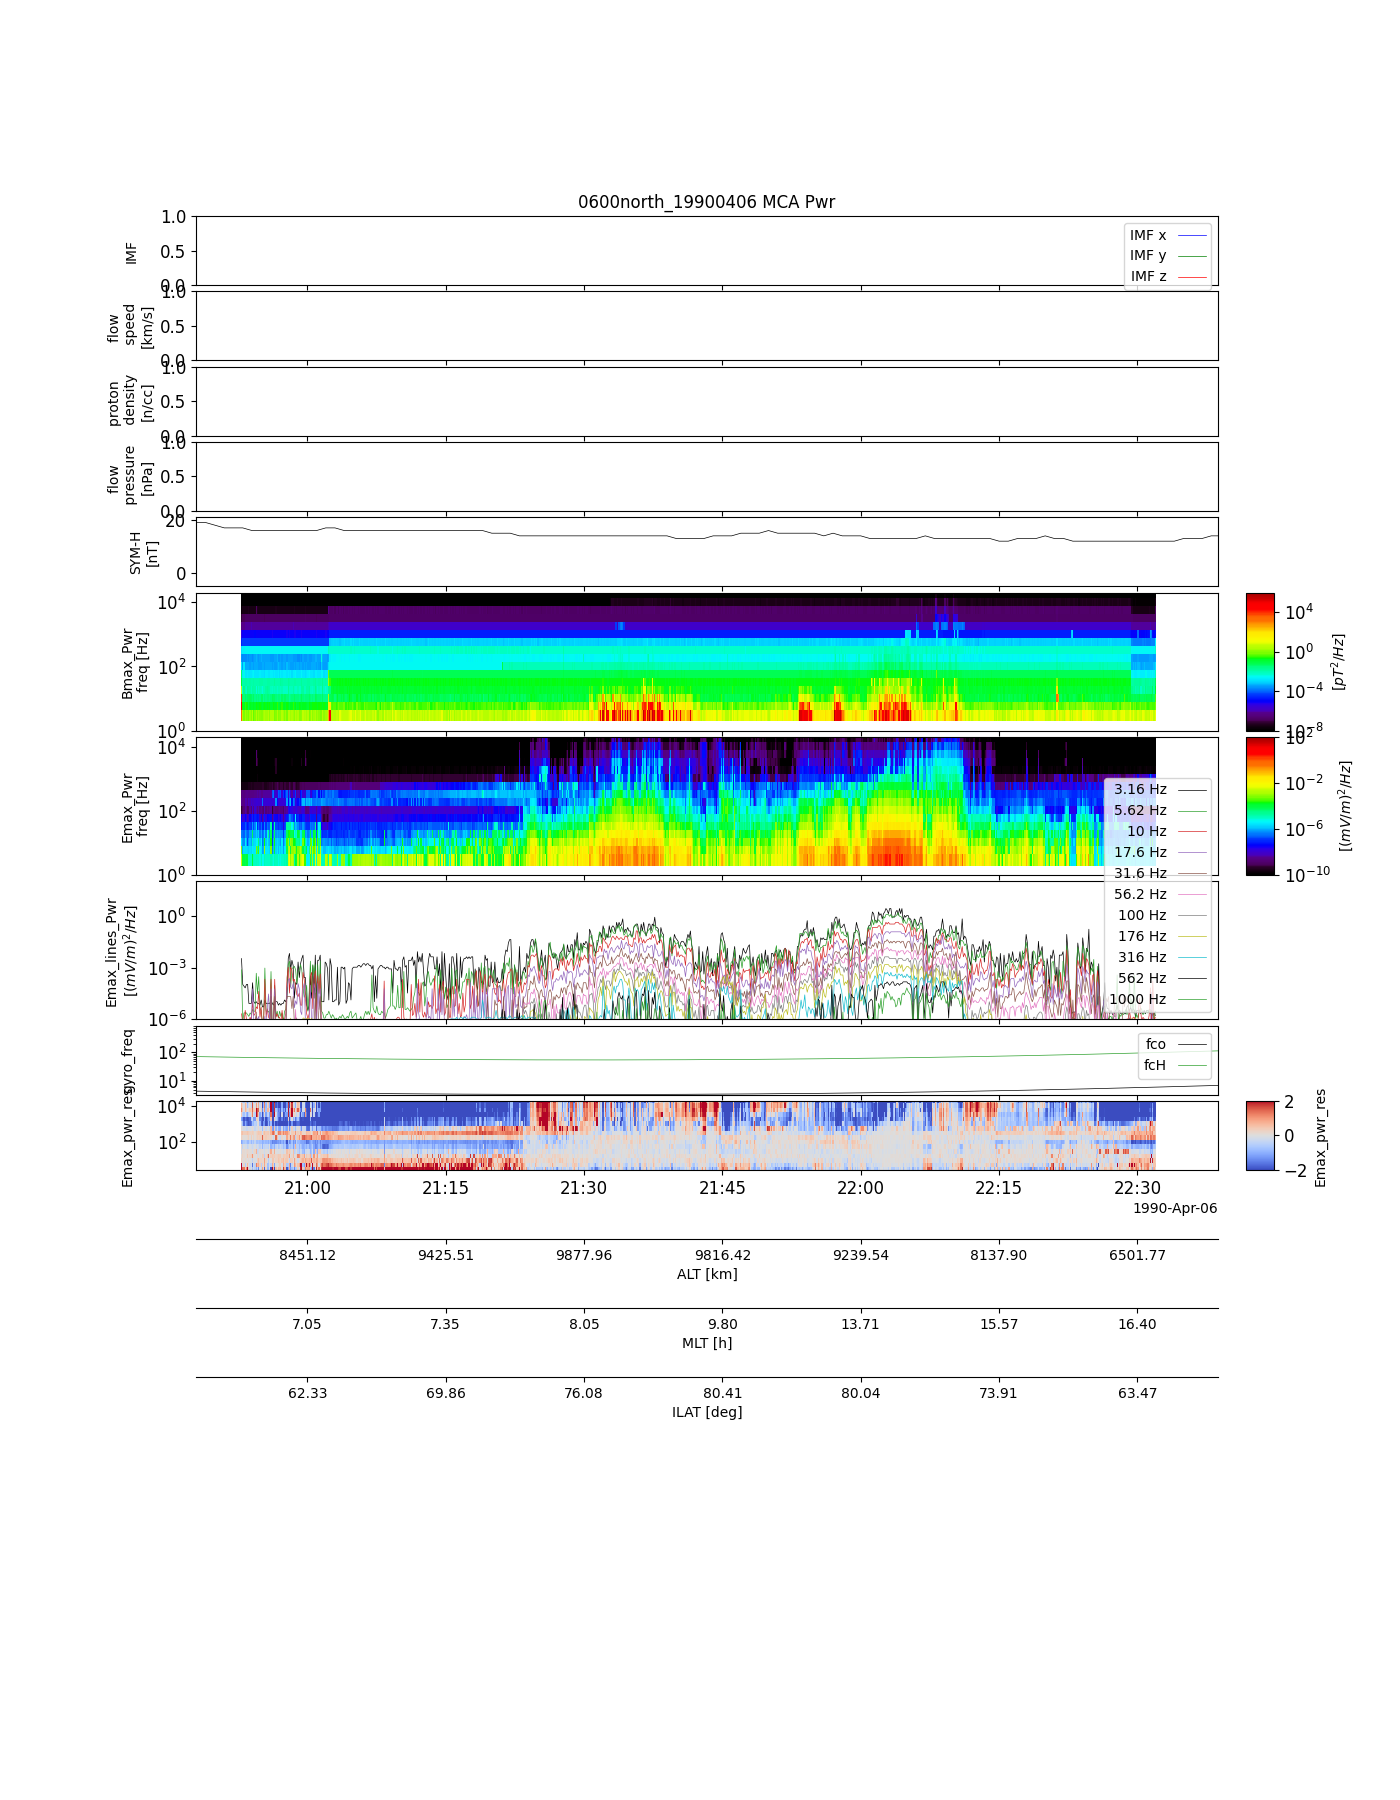 0600north_19900406 MCA Pwr
1.0
0.5
0.0
IMF
IMF x
IMF y
IMF z
1.0
0.5
0.0
flow
speed
[km/s]
1.0
0.5
0.0
proton
density
[n/cc]
1.0
0.5
0.0
flow
pressure
[nPa]
20
0
SYM-H
[nT]
10^4
10^2
10^0
Bmax_Pwr
freq [Hz]
10^4
10^0
10^-4
10^-8
[pT^2/Hz]
10^4
10^2
10^0
Emax_Pwr
freq [Hz]
10^2
10^-2
10^-6
10^-10
[(mV/m)^2/Hz]
3.16 Hz
5.62 Hz
10 Hz
17.6 Hz
31.6 Hz
56.2 Hz
100 Hz
176 Hz
316 Hz
562 Hz
1000 Hz
10^0
10^-3
10^-6
Emax_lines_Pwr
[(mV/m)^2/Hz]
10^2
10^1
gyro_freq
fco
fcH
10^4
10^2
Emax_pwr_res
2
0
−2
Emax_pwr_res
21:00 21:15 21:30 21:45 22:00 22:15 22:30
1990-Apr-06
8451.12 9425.51 9877.96 9816.42 9239.54 8137.90 6501.77
ALT [km]
7.05 7.35 8.05 9.80 13.71 15.57 16.40
MLT [h]
62.33 69.86 76.08 80.41 80.04 73.91 63.47
ILAT [deg]